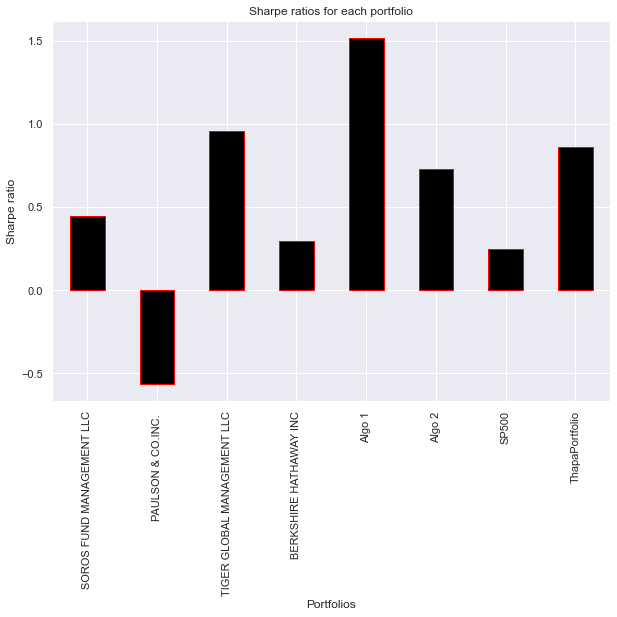 Sharpe ratios for each portfolio
1.5
1.0
0.5
0.0
−0.5
Sharpe ratio
SOROS FUND MANAGEMENT LLC
PAULSON & CO.INC.
TIGER GLOBAL MANAGEMENT LLC
BERKSHIRE HATHAWAY INC
Algo 1
Algo 2
SP500
ThapaPortfolio
Portfolios